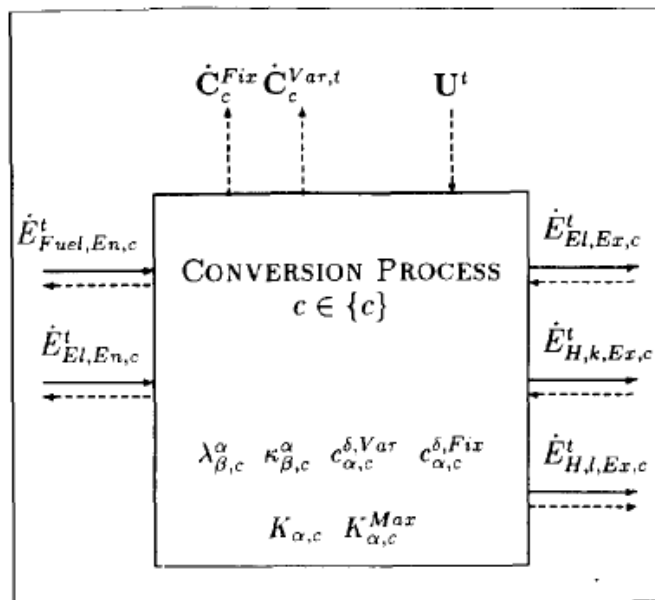 Ċ_c^{Fix} Ċ_c^{Var,t} U^t
Ė^t_{Fuel,En,c} Ė^t_{El,Ex,c}
CONVERSION PROCESS
c ∈ {c}
Ė^t_{El,En,c} Ė^t_{H,k,Ex,c}
λ^α_{β,c} κ^α_{β,c} c^{δ,Var}_{α,c} c^{δ,Fix}_{α,c} Ė^t_{H,l,Ex,c}
K_{α,c} K^{Max}_{α,c}